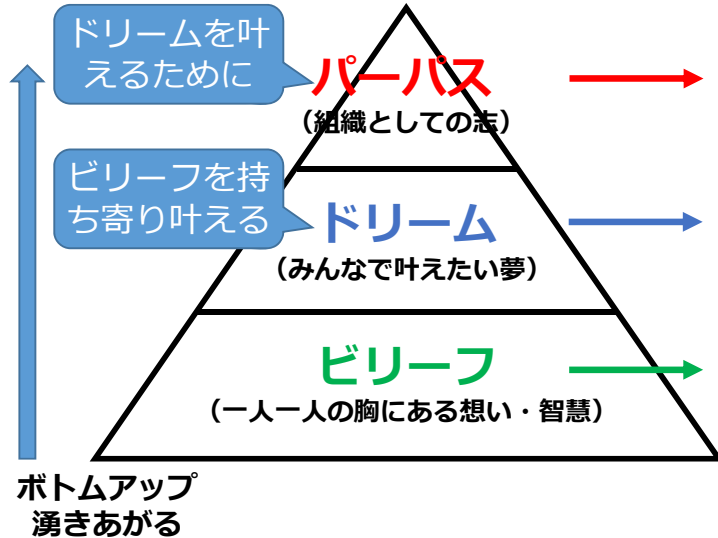 ドリームを叶
えるために
パーパス
（組織としての志）
ビリーフを持
ち寄り叶える
ドリーム
（みんなで叶えたい夢）
ビリーフ
（一人一人の胸にある想い・智慧）
ボトムアップ
湧きあがる